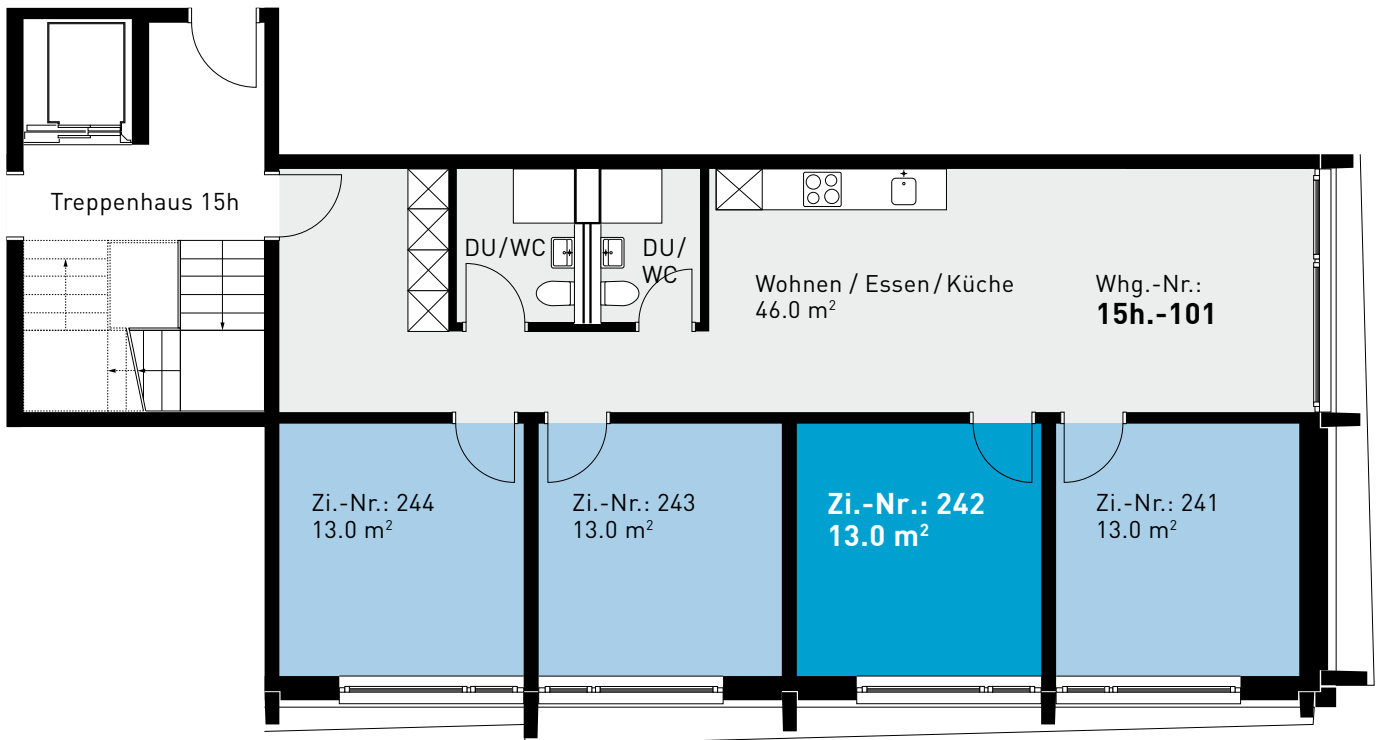 Treppenhaus 15h
DU/WC
DU/
WC
Wohnen / Essen / Küche
46.0 m²
Whg.-Nr.:
15h.-101
Zi.-Nr.: 244
13.0 m²
Zi.-Nr.: 243
13.0 m²
Zi.-Nr.: 242
13.0 m²
Zi.-Nr.: 241
13.0 m²